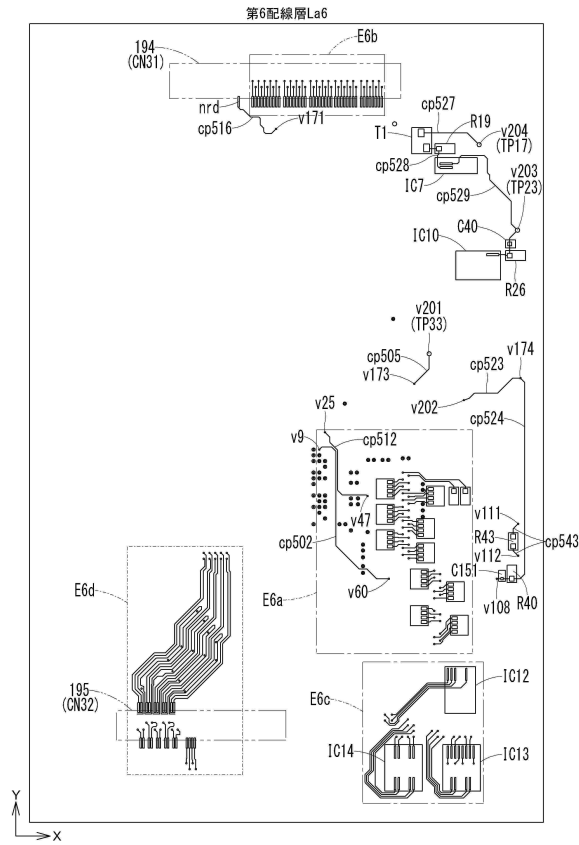 第6配線層La6
E6b
194
(CN31)
nrd
cp516
v171
cp527
T1
R19
v204
(TP17)
cp528
IC7
v203
(TP23)
cp529
C40
IC10
R26
v201
(TP33)
cp505
v173
v174
cp523
v202
cp524
v25
v9
cp512
v47
v111
R43
cp543
cp502
v112
C151
E6d
v60
v108
R40
E6a
195
(CN32)
E6c
IC12
IC14
IC13
Y
X